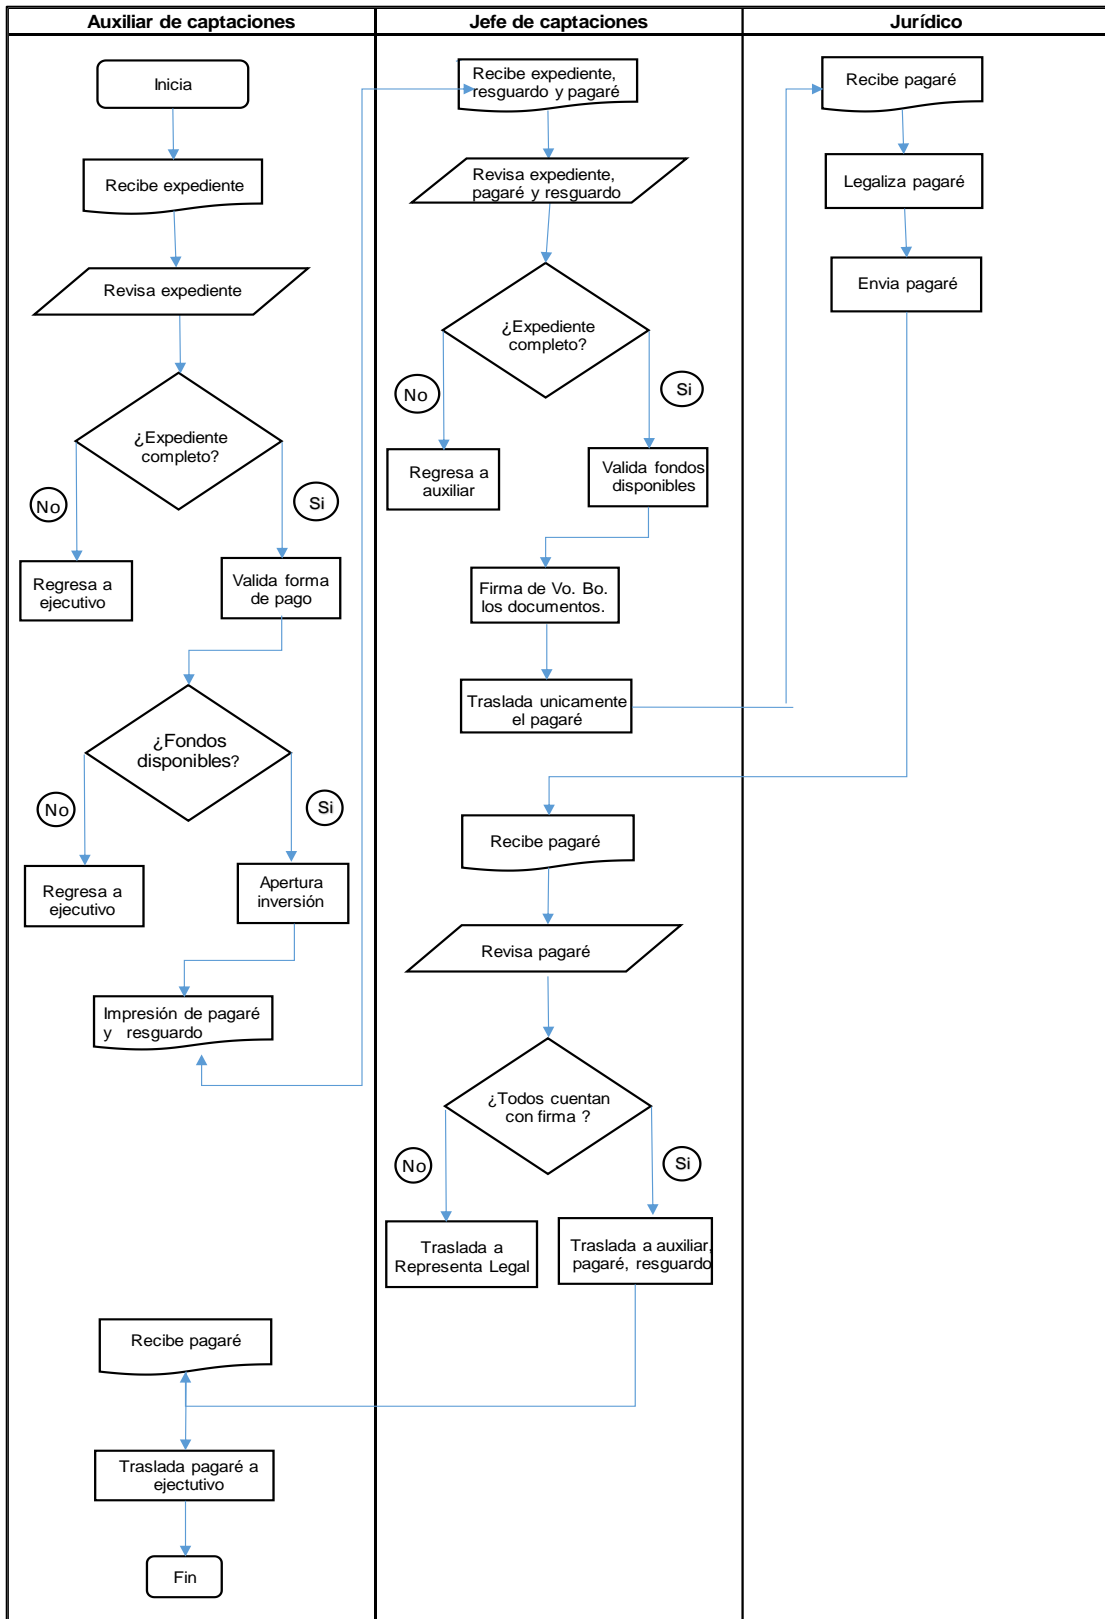 Auxiliar de captaciones
Jefe de captaciones
Jurídico
Inicia
Recibe expediente
Revisa expediente
¿Expediente
completo?
No
Si
Regresa a
ejecutivo
Valida forma
de pago
¿Fondos
disponibles?
No
Si
Regresa a
ejecutivo
Apertura
inversión
Impresión de pagaré
y resguardo
Recibe pagaré
Traslada pagaré a
ejectutivo
Fin
Recibe expediente,
resguardo y pagaré
Revisa expediente,
pagaré y resguardo
¿Expediente
completo?
No
Si
Regresa a
auxiliar
Valida fondos
disponibles
Firma de Vo. Bo.
los documentos.
Traslada unicamente
el pagaré
Recibe pagaré
Revisa pagaré
¿Todos cuentan
con firma ?
No
Si
Traslada a
Representa Legal
Traslada a auxiliar,
pagaré, resguardo
Recibe pagaré
Legaliza pagaré
Envia pagaré